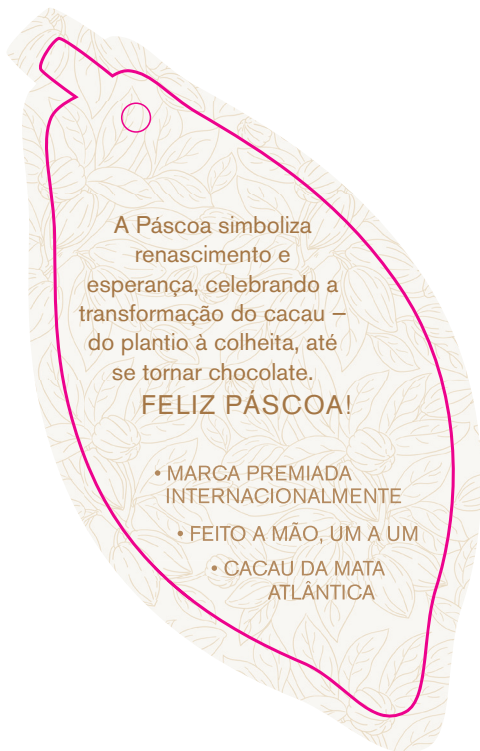 A Páscoa simboliza
renascimento e
esperança, celebrando a
transformação do cacau –
do plantio à colheita, até
se tornar chocolate.
FELIZ PÁSCOA!
• MARCA PREMIADA
INTERNACIONALMENTE
• FEITO A MÃO, UM A UM
• CACAU DA MATA
ATLÂNTICA